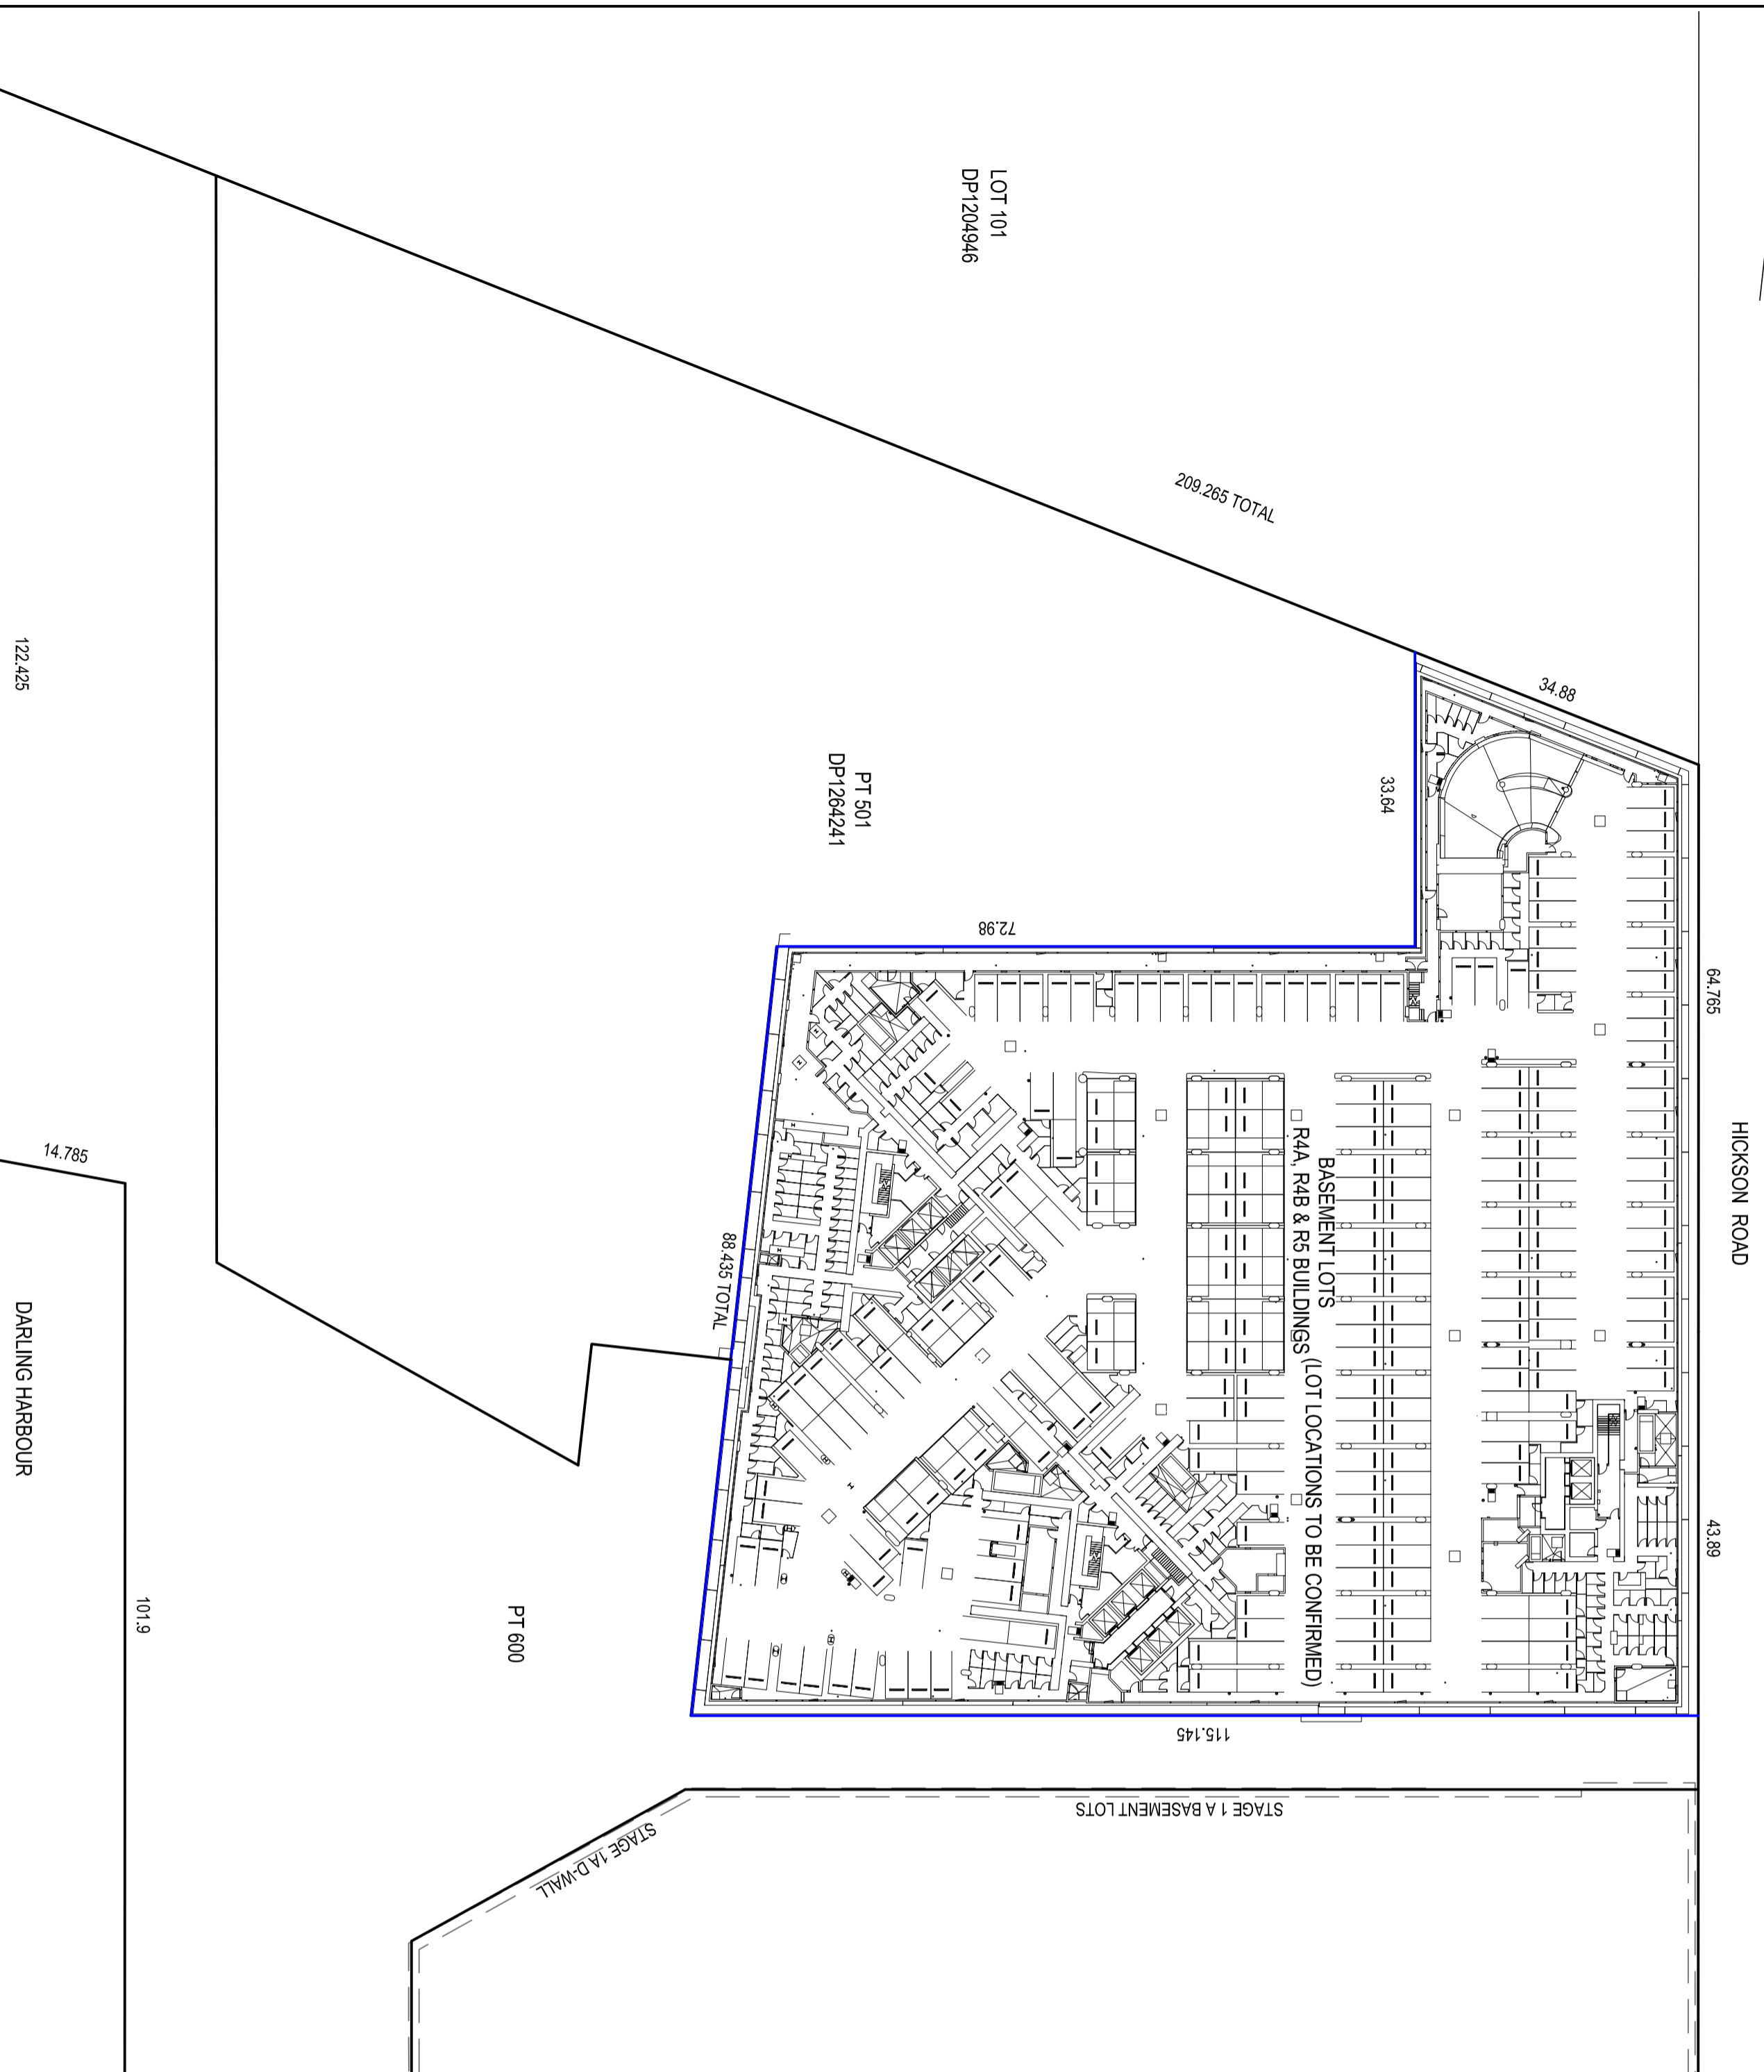 LOT 101
DP1204946
209.265 TOTAL
34.88
33.64
122.425
PT 501
DP1264241
72.98
64.765
HICKSON ROAD
14.785
88.435 TOTAL
BASEMENT LOTS
R4A, R4B & R5 BUILDINGS (LOT LOCATIONS TO BE CONFIRMED)
DARLING HARBOUR
43.89
101.9
PT 600
115.145
STAGE 1 A BASEMENT LOTS
STAGE 1A D-WALL